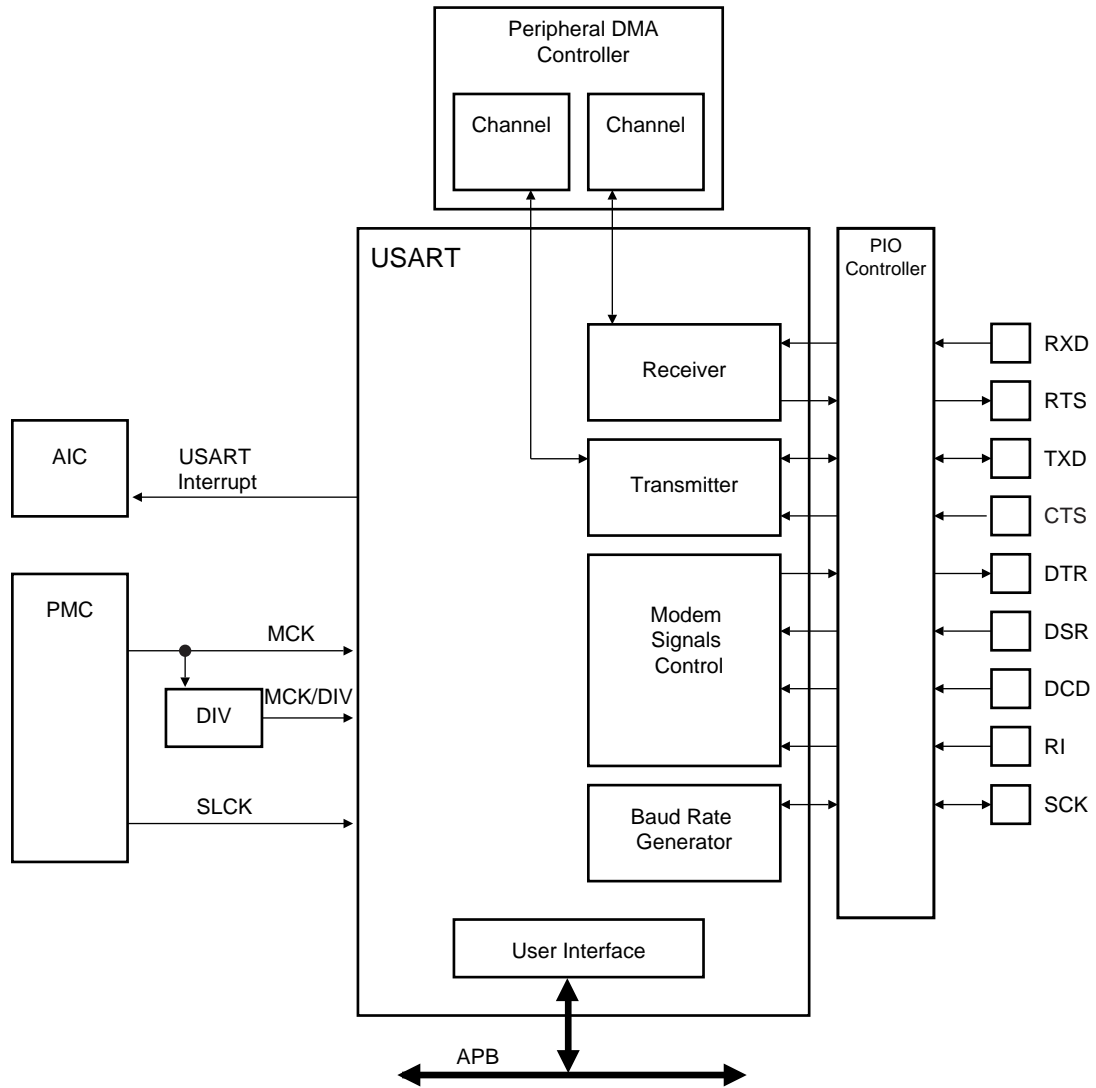 Peripheral DMA
Controller
Channel
Channel
USART
PIO
Controller
Receiver
RXD
RTS
AIC
USART
Interrupt
Transmitter
TXD
CTS
PMC
MCK
DIV
MCK/DIV
SLCK
Modem
Signals
Control
DTR
DSR
DCD
RI
Baud Rate
Generator
SCK
User Interface
APB